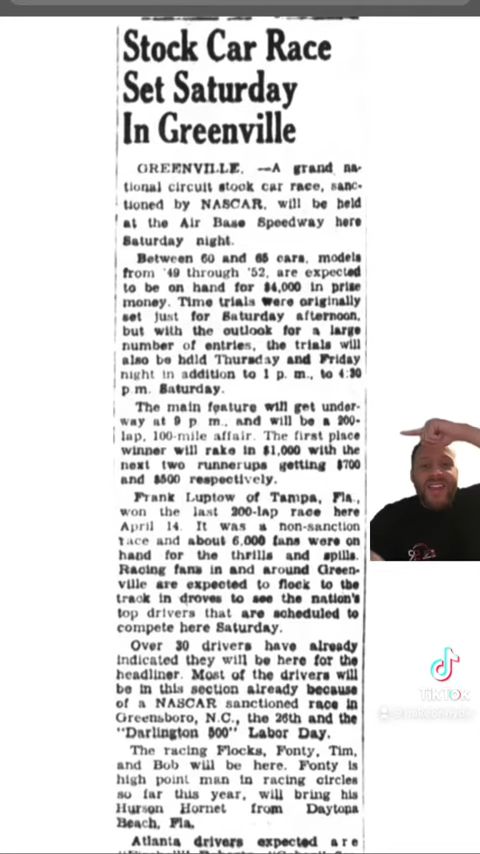 Stock Car Race
Set Saturday
In Greenville
GREENVILLE. —A grand na-
tional circuit stock car race, sanc-
tioned by NASCAR, will be held
at the Air Base Speedway here
Saturday night.
Between 60 and 65 cars, models
from '49 through '52, are expected
to be on hand for $4,000 in prize
money. Time trials were originally
set just for Saturday afternoon,
but with the outlook for a large
number of entries, the trials will
also be hdld Thursday and Friday
night in addition to 1 p. m., to 4:30
p.m. Saturday.
The main feature will get under-
way at 9 p. m., and will be a 200-
lap, 100-mile affair. The first place
winner will rake in $1,000 with the
next two runnerups getting $700
and $500 respectively.
Frank Luptow of Tampa, Fla.,
won the last 200-lap race here
April 14. It was a non-sanction
race and about 6,000 fans were on
hand for the thrills and spills.
Racing fans in and around Green-
ville are expected to flock to the
track in droves to see the nation's
top drivers that are scheduled to
compete here Saturday.
Over 30 drivers have already
indicated they will be here for the
headliner. Most of the drivers will
be in this section already because
of a NASCAR sanctioned race in
Greensboro, N.C., the 26th and the
"Darlington 500" Labor Day.
The racing Flocks, Fonty, Tim,
and Bob will be here. Fonty is
high point man in racing circles
so far this year, will bring his
Hurson Hornet from Daytona
Beach, Fla.
Atlanta drivers expected are
TIKTOK